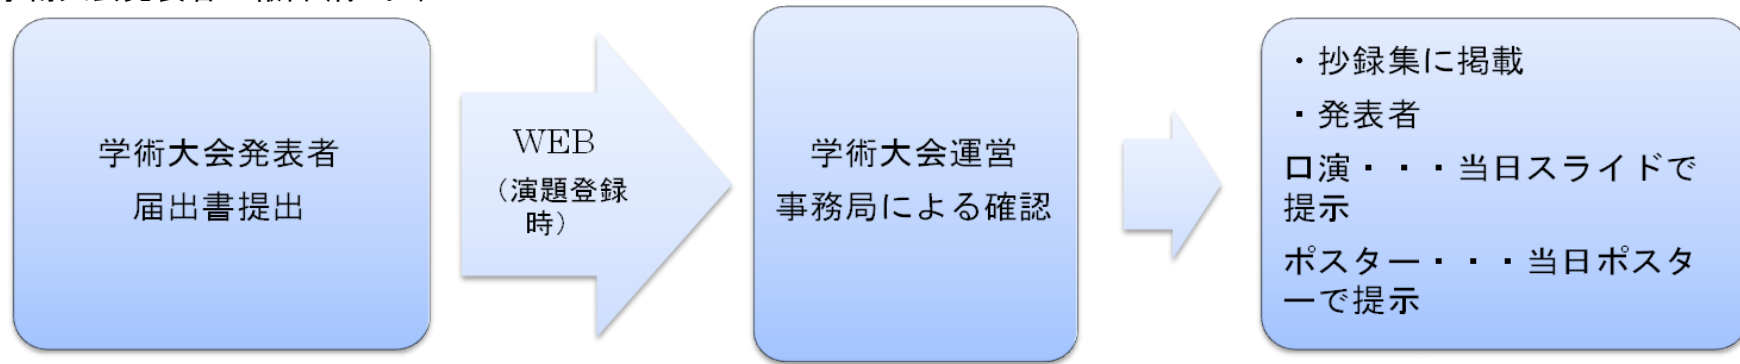 学術大会発表者
届出書提出
WEB
（演題登録
時）
学術大会運営
事務局による確認
・抄録集に掲載
・発表者
口演・・・当日スライドで
提示
ポスター・・・当日ポスタ
ーで提示